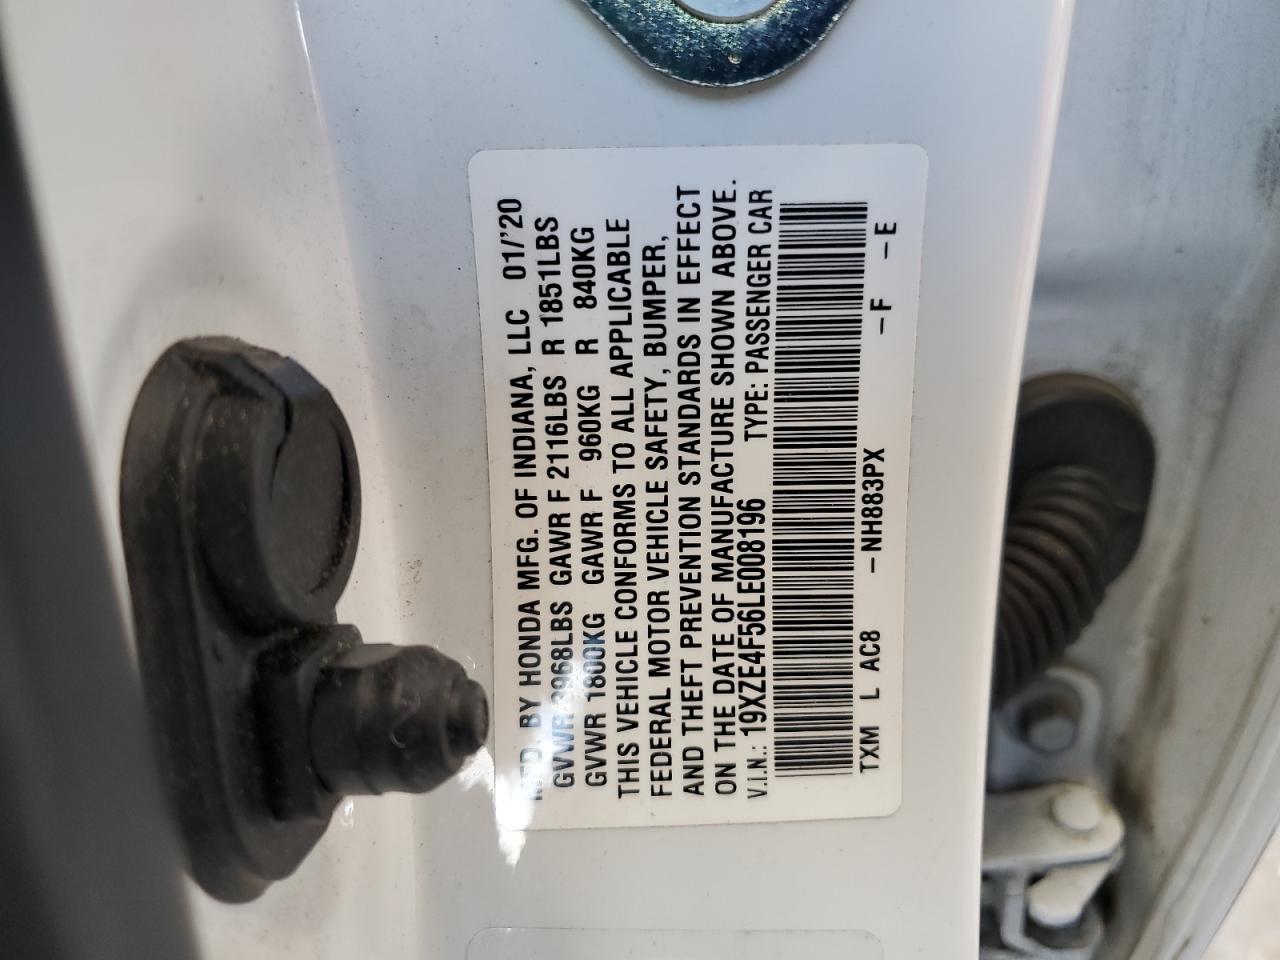 MFD. BY HONDA MFG. OF INDIANA, LLC 01/'20
GVWR 3968LBS GAWR F 2116LBS R 1851LBS
GVWR 1800KG GAWR F 960KG R 840KG
THIS VEHICLE CONFORMS TO ALL APPLICABLE
FEDERAL MOTOR VEHICLE SAFETY, BUMPER,
AND THEFT PREVENTION STANDARDS IN EFFECT
ON THE DATE OF MANUFACTURE SHOWN ABOVE.
V.I.N.: 19XZE4F56LE008196 TYPE: PASSENGER CAR
TXM L AC8 –NH883PX –F –E